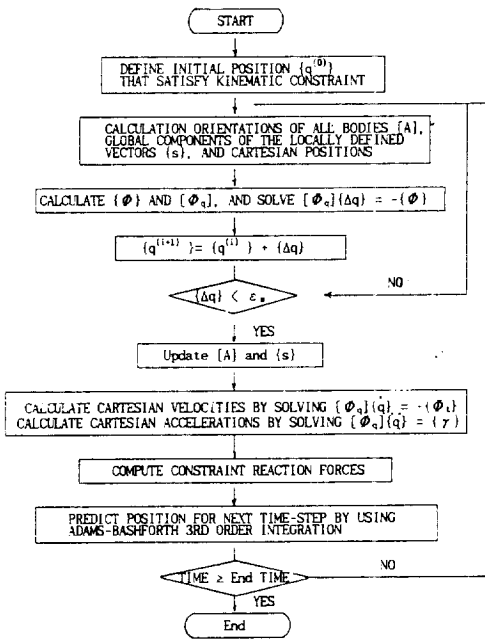 START
DEFINE INITIAL POSITION {q⁽⁰⁾}
THAT SATISFY KINEMATIC CONSTRAINT
CALCULATION ORIENTATIONS OF ALL BODIES [A],
GLOBAL COMPONENTS OF THE LOCALLY DEFINED
VECTORS {s}, AND CARTESIAN POSITIONS
CALCULATE {Φ} AND [Φq], AND SOLVE [Φq]{Δq} = -{Φ}
{q⁽ⁱ⁺¹⁾}= {q⁽ⁱ⁾} + {Δq}
{Δq} < ε.
NO
YES
Update [A] and {s}
CALCULATE CARTESIAN VELOCITIES BY SOLVING [Φq]{q̇} = -{Φt}
CALCULATE CARTESIAN ACCELERATIONS BY SOLVING [Φq]{q̇} = {γ}
COMPUTE CONSTRAINT REACTION FORCES
PREDICT POSITION FOR NEXT TIME-STEP BY USING
ADAMS-BASHFORTH 3RD ORDER INTEGRATION
TIME ≥ End TIME
NO
YES
End